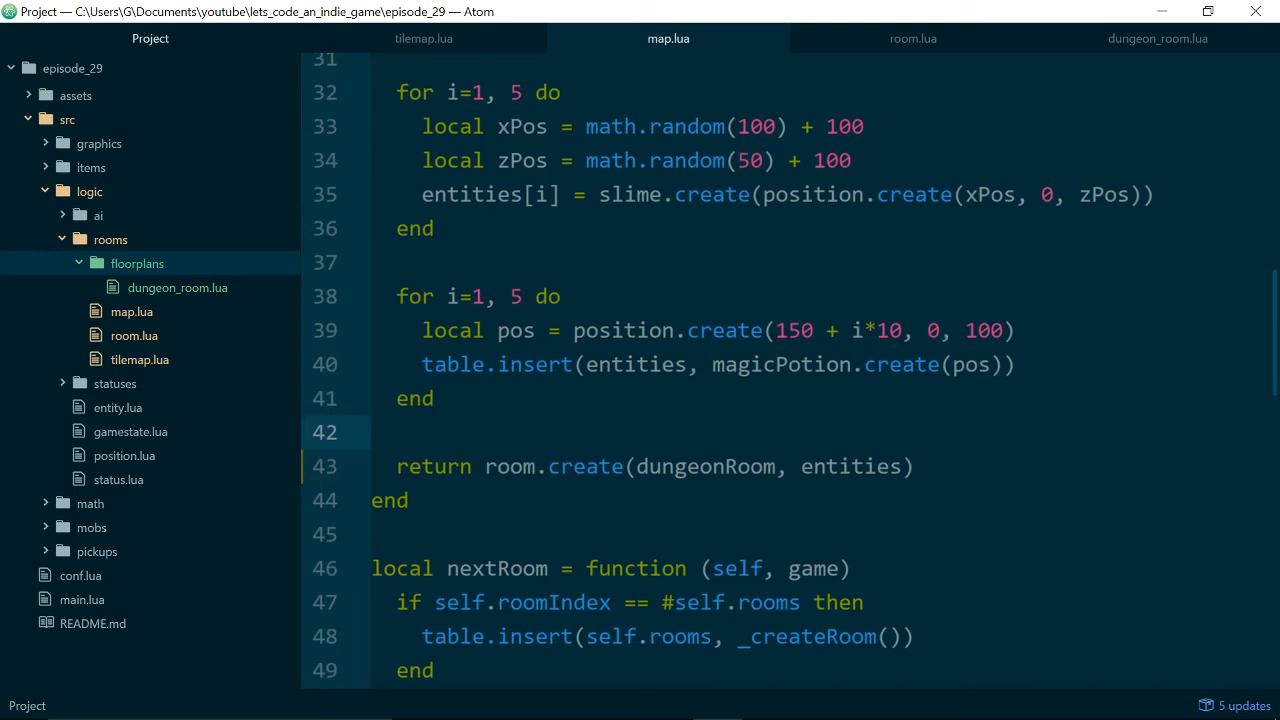 Project — C:\Users\G\Documents\youtube\lets_code_an_indie_game\episode_29 — Atom
Project
tilemap.lua
map.lua
room.lua
dungeon_room.lua
episode_29
assets
src
graphics
items
logic
ai
rooms
floorplans
dungeon_room.lua
map.lua
room.lua
tilemap.lua
statuses
entity.lua
gamestate.lua
position.lua
status.lua
math
mobs
pickups
conf.lua
main.lua
README.md
31
32 for i=1, 5 do
33 local xPos = math.random(100) + 100
34 local zPos = math.random(50) + 100
35 entities[i] = slime.create(position.create(xPos, 0, zPos))
36 end
37
38 for i=1, 5 do
39 local pos = position.create(150 + i*10, 0, 100)
40 table.insert(entities, magicPotion.create(pos))
41 end
42
43 return room.create(dungeonRoom, entities)
44 end
45
46 local nextRoom = function (self, game)
47 if self.roomIndex == #self.rooms then
48 table.insert(self.rooms, _createRoom())
49 end
Project
5 updates